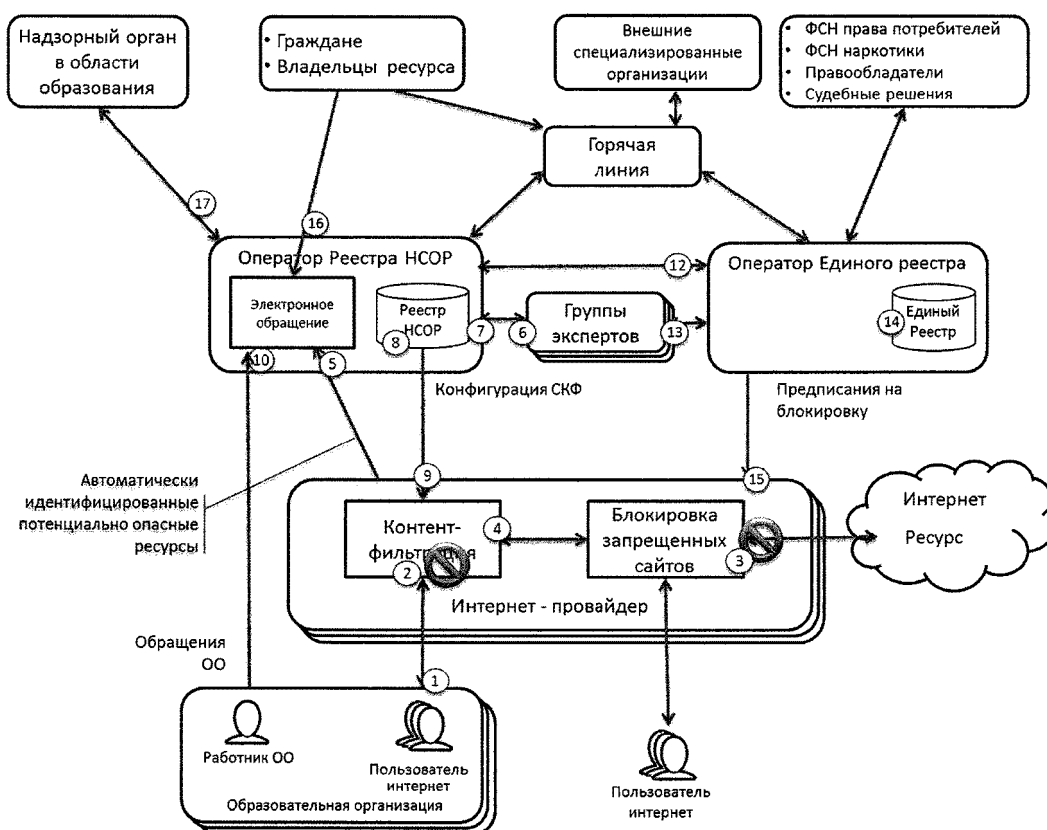 Надзорный орган
в области
образования
• Граждане
• Владельцы ресурса
Внешние
специализированные
организации
• ФСН права потребителей
• ФСН наркотики
• Правообладатели
• Судебные решения
Горячая
линия
17
16
Оператор Реестра НСОР
12
Оператор Единого реестра
Электронное
обращение
Реестр
НСОР
8
7
6
Группы
экспертов
13
14
Единый
Реестр
10
5
Конфигурация СКФ
Предписания на
блокировку
Автоматически
идентифицированные
потенциально опасные
ресурсы
9
15
Контент-
фильтрация
2
4
Блокировка
запрещенных
сайтов
3
Интернет
Ресурс
Интернет - провайдер
Обращения
ОО
1
Работник ОО
Пользователь
интернет
Образовательная организация
Пользователь
интернет